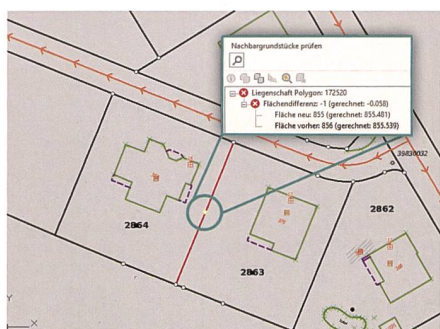 Nachbargrundstücke prüfen
Liegenschaft Polygon: 172520
Flächendifferenz: -1 (gerechnet: -0.058)
Fläche neu: 855 (gerechnet: 855.481)
Fläche vorher: 856 (gerechnet: 855.539)
39830032
2862
2864
2863
Y
X